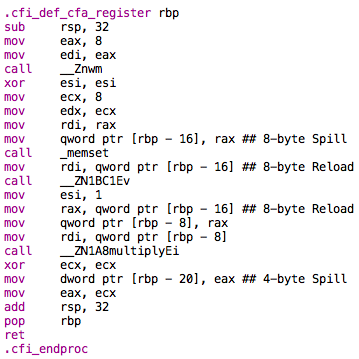 .cfi_def_cfa_register rbp
sub rsp, 32
mov eax, 8
mov edi, eax
call __Znwm
xor esi, esi
mov ecx, 8
mov edx, ecx
mov rdi, rax
mov qword ptr [rbp - 16], rax ## 8-byte Spill
call _memset
mov rdi, qword ptr [rbp - 16] ## 8-byte Reload
call __ZN1BC1Ev
mov esi, 1
mov rax, qword ptr [rbp - 16] ## 8-byte Reload
mov qword ptr [rbp - 8], rax
mov rdi, qword ptr [rbp - 8]
call __ZN1A8multiplyEi
xor ecx, ecx
mov dword ptr [rbp - 20], eax ## 4-byte Spill
mov eax, ecx
add rsp, 32
pop rbp
ret
.cfi_endproc